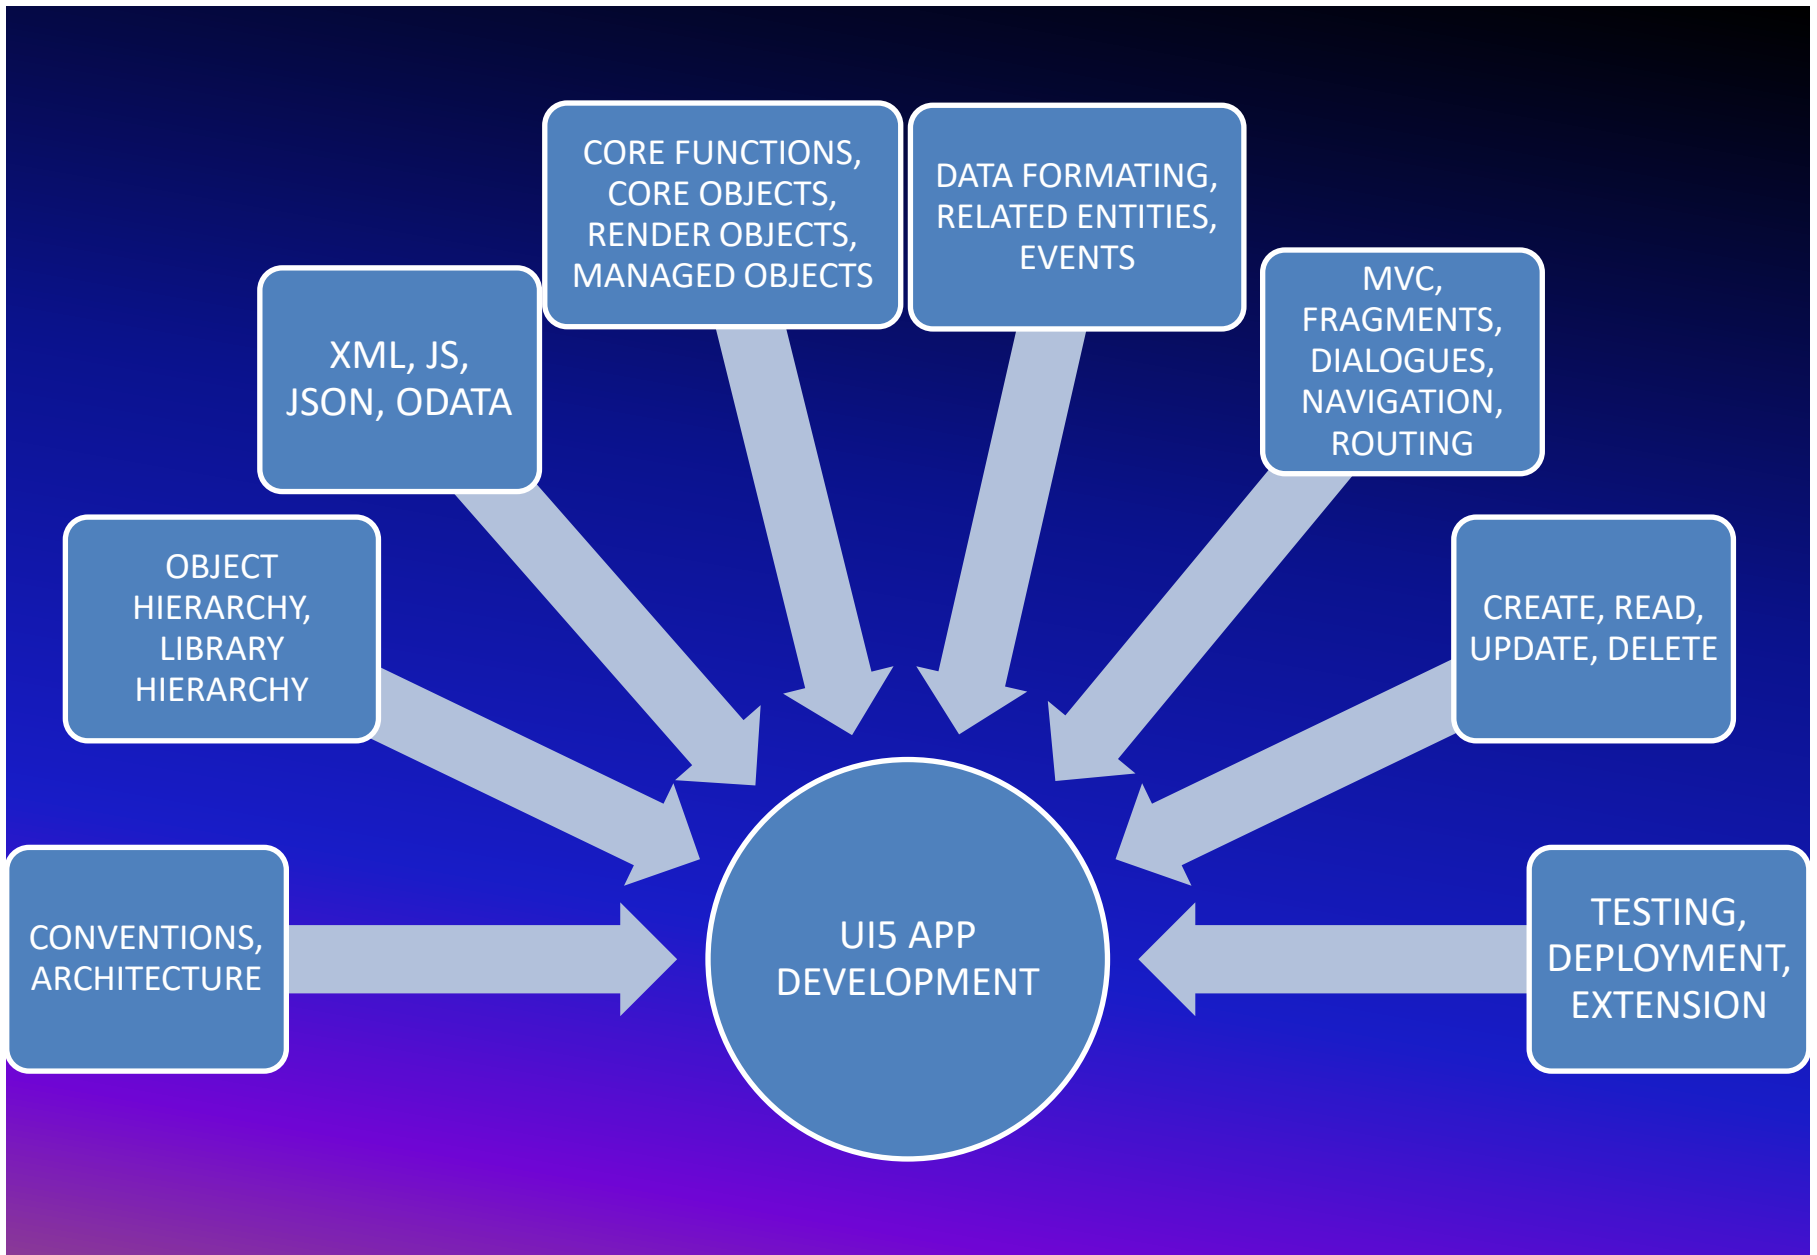 CONVENTIONS,
ARCHITECTURE
OBJECT
HIERARCHY,
LIBRARY
HIERARCHY
XML, JS,
JSON, ODATA
CORE FUNCTIONS,
CORE OBJECTS,
RENDER OBJECTS,
MANAGED OBJECTS
DATA FORMATING,
RELATED ENTITIES,
EVENTS
MVC,
FRAGMENTS,
DIALOGUES,
NAVIGATION,
ROUTING
CREATE, READ,
UPDATE, DELETE
TESTING,
DEPLOYMENT,
EXTENSION
UI5 APP
DEVELOPMENT